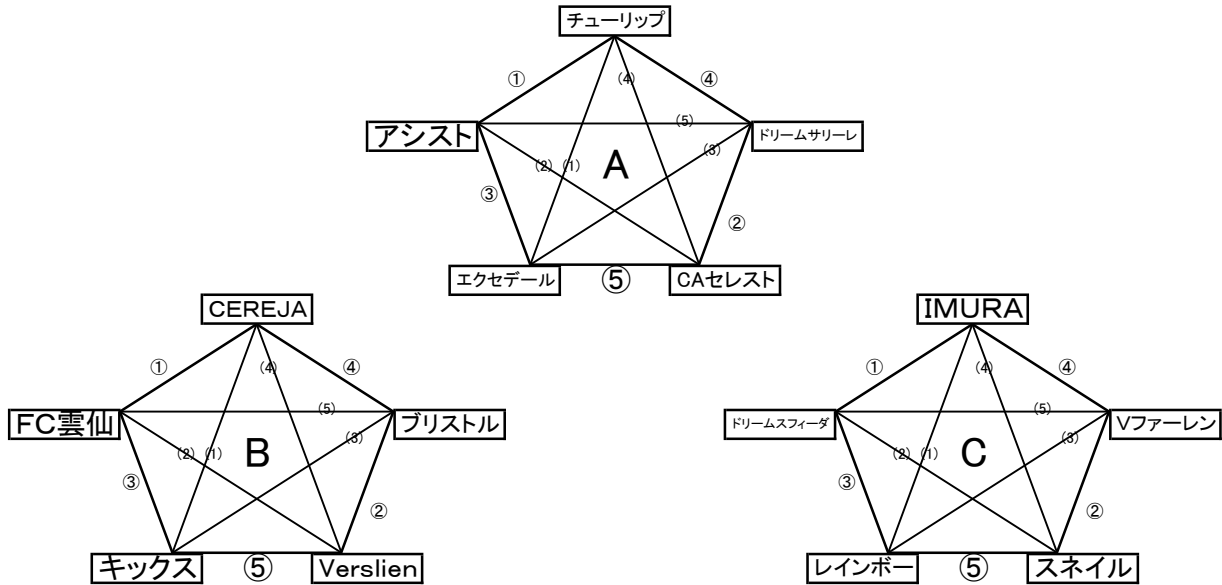 チューリップ
① (4) ④
アシスト (5) ドリームサリーレ
(2) (1) A (3)
③ ②
エクセデール ⑤ CAセレスト
CEREJA
① (4) ④
FC雲仙 (5) ブリストル
(2) (1) B (3)
③ ②
キックス ⑤ Verslien
IMURA
① (4) ④
ドリームスフィーダ (5) Vファーレン
(2) (1) C (3)
③ ②
レインボー ⑤ スネイル